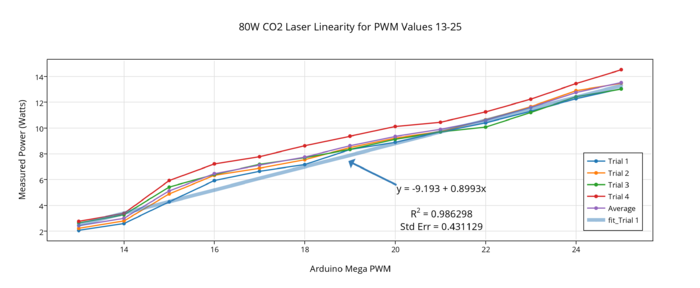 80W CO2 Laser Linearity for PWM Values 13-25
Measured Power (Watts)
14
12
10
8
6
4
2
y = -9.193 + 0.8993x
R² = 0.986298
Std Err = 0.431129
Trial 1
Trial 2
Trial 3
Trial 4
Average
fit_Trial 1
14
16
18
20
22
24
Arduino Mega PWM